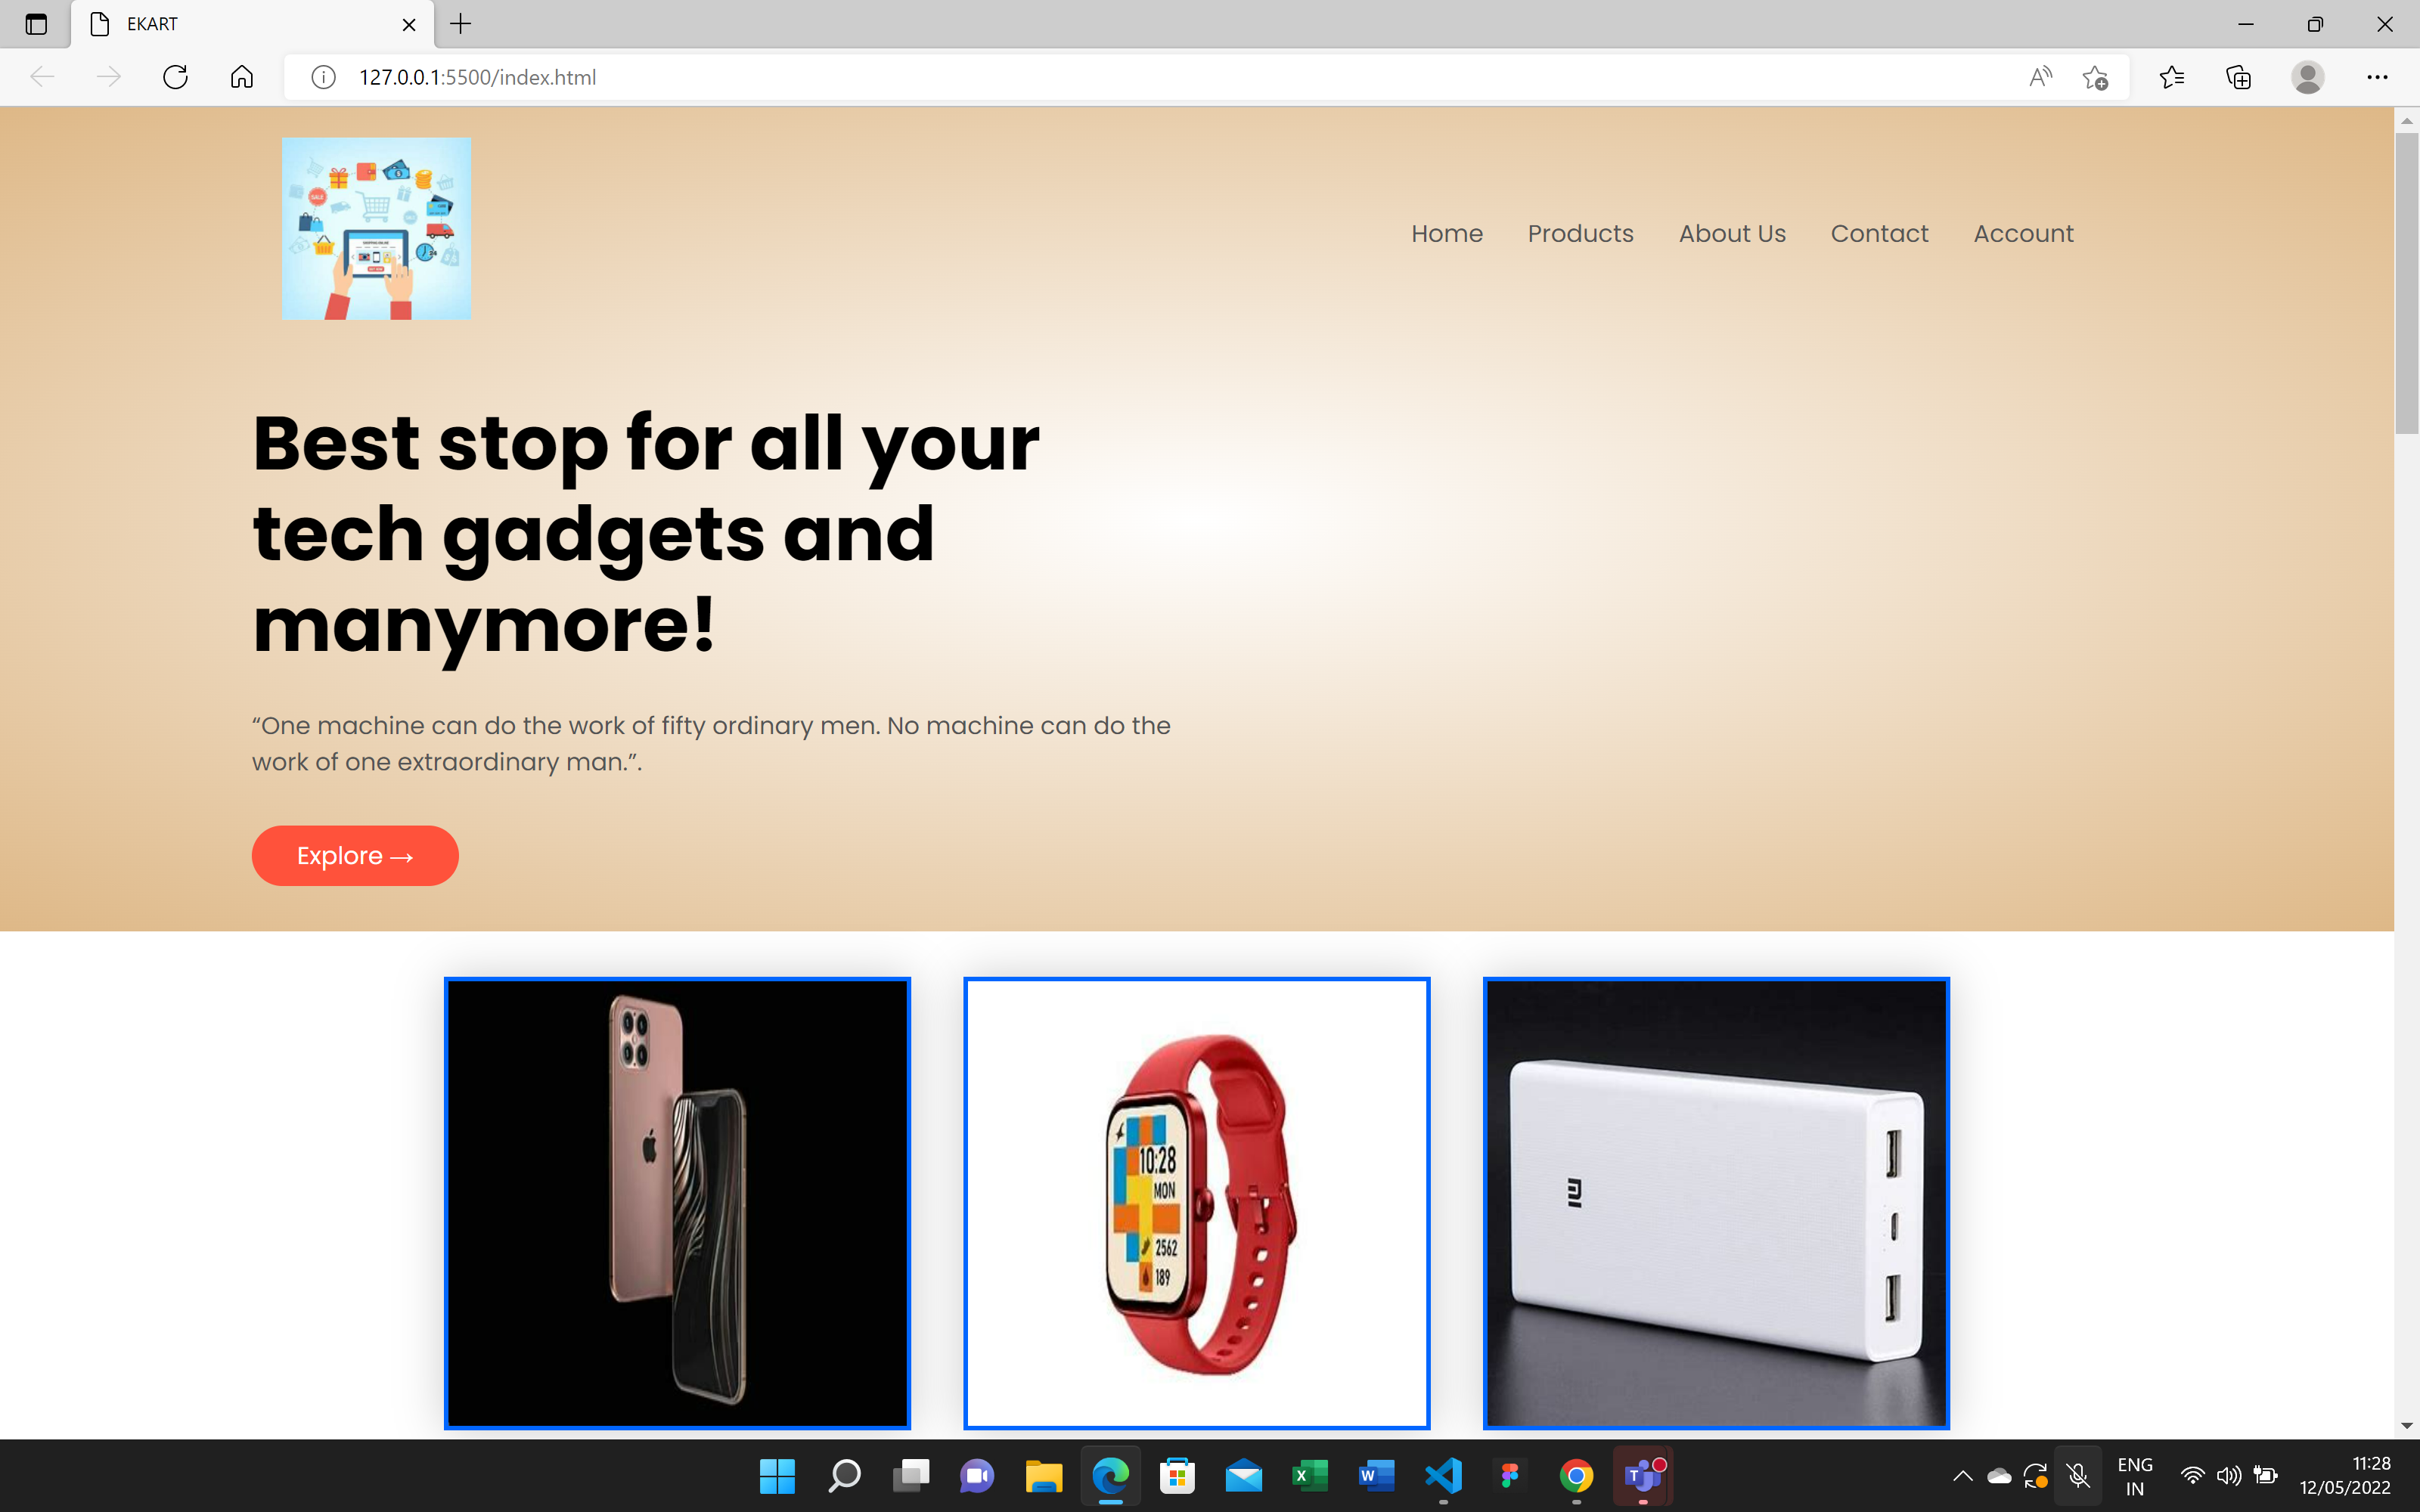 EKART
127.0.0.1:5500/index.html
SALE
Home Products About Us Contact Account
Best stop for all your
tech gadgets and
manymore!
“One machine can do the work of fifty ordinary men. No machine can do the
work of one extraordinary man.”.
Explore →
10:28
MON
2562
189
ENG
IN
11:28
12/05/2022